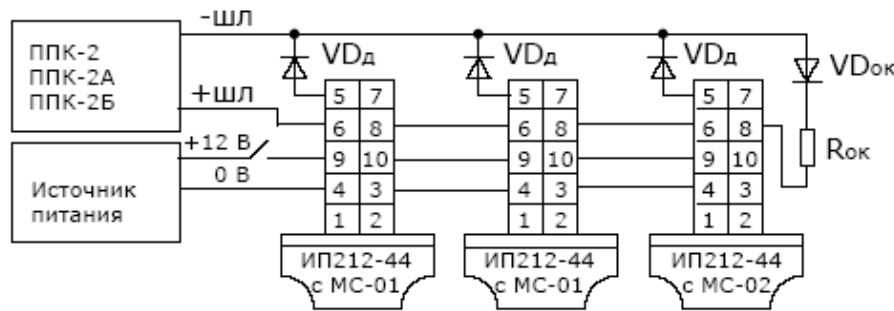 -ШЛ
ППК-2
ППК-2А
ППК-2Б
VDд VDд VDд VDок
+ШЛ
5 7 5 7 5 7
6 8 6 8 6 8
Rок
+12 В
9 10 9 10 9 10
0 В
4 3 4 3 4 3
Источник
питания
1 2 1 2 1 2
ИП212-44 ИП212-44 ИП212-44
с МС-01 с МС-01 с МС-02